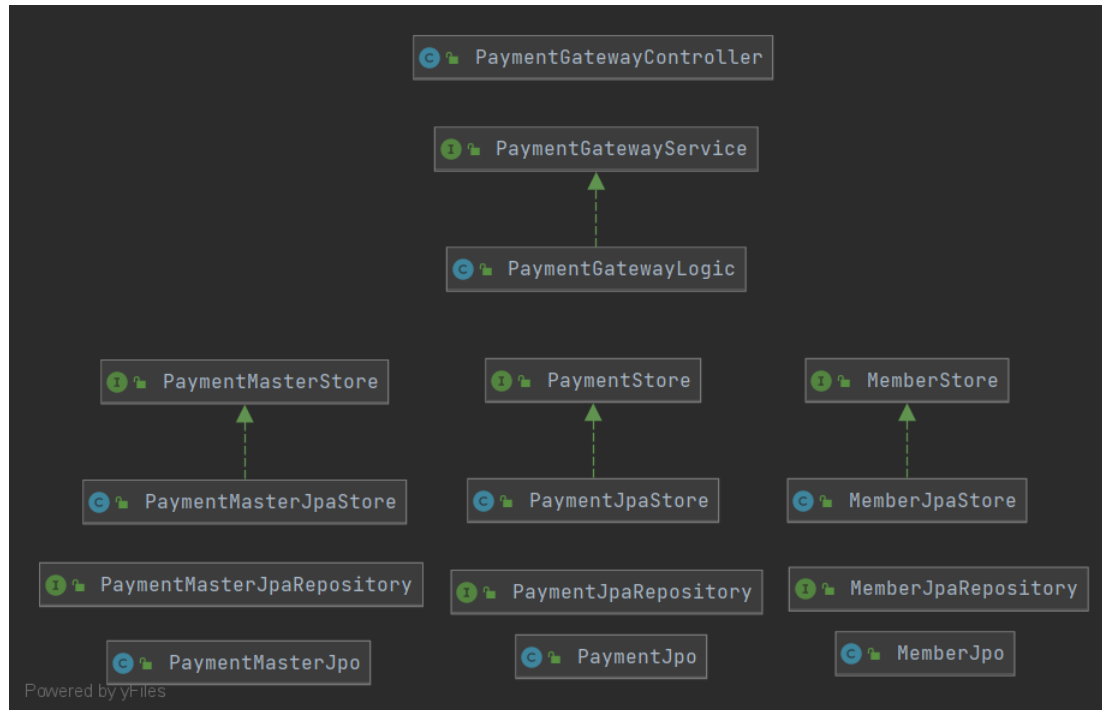 C PaymentGatewayController
I PaymentGatewayService
C PaymentGatewayLogic
I PaymentMasterStore
I PaymentStore
I MemberStore
C PaymentMasterJpaStore
C PaymentJpaStore
C MemberJpaStore
I PaymentMasterJpaRepository
I PaymentJpaRepository
I MemberJpaRepository
C PaymentMasterJpo
C PaymentJpo
C MemberJpo
Powered by yFiles